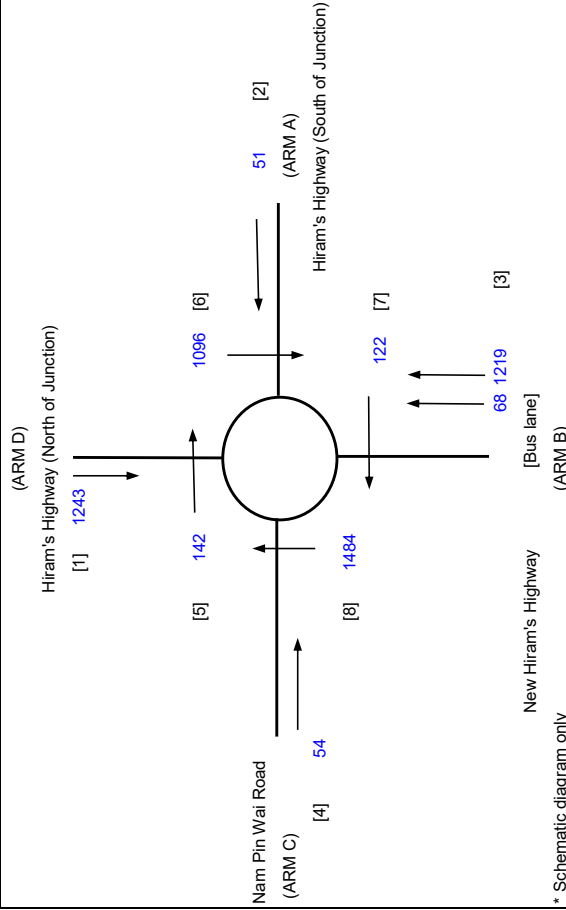 (ARM D)
Hiram's Highway (North of Junction)
[1] 1243
[5] 142
1096 [6]
51 [2]
(ARM A)
Hiram's Highway (South of Junction)
Nam Pin Wai Road
(ARM C)
[4] 54
[8] 1484
122 [7]
68 1219 [3]
[Bus lane]
(ARM B)
New Hiram's Highway
* Schematic diagram only